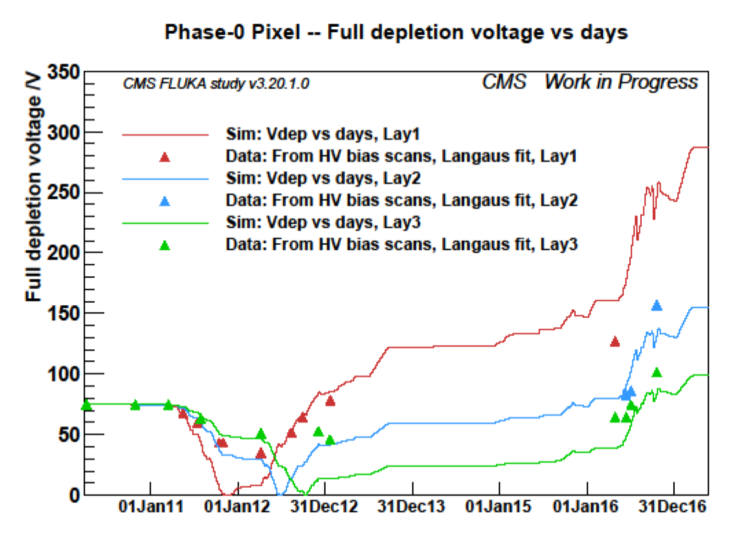 Phase-0 Pixel -- Full depletion voltage vs days
Full depletion voltage /V
350
300
250
200
150
100
50
0
CMS FLUKA study v3.20.1.0
CMS Work in Progress
Sim: Vdep vs days, Lay1
Data: From HV bias scans, Langaus fit, Lay1
Sim: Vdep vs days, Lay2
Data: From HV bias scans, Langaus fit, Lay2
Sim: Vdep vs days, Lay3
Data: From HV bias scans, Langaus fit, Lay3
01Jan11 01Jan12 31Dec12 31Dec13 01Jan15 01Jan16 31Dec16